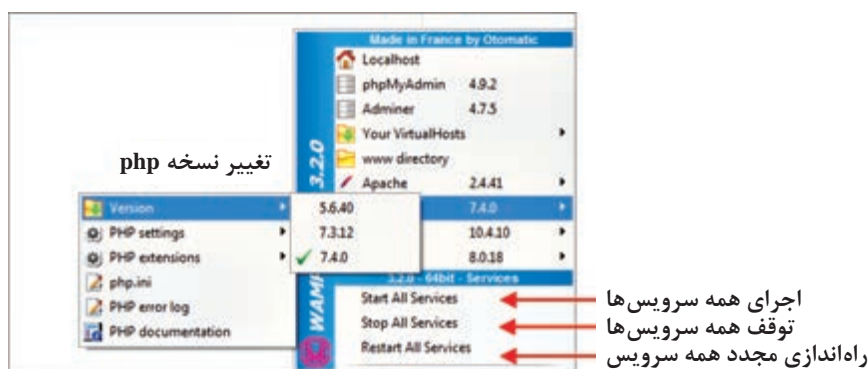 Made in France by Otomatic
Localhost
phpMyAdmin 4.9.2
Adminer 4.7.5
Your VirtualHosts
www directory
Apache 2.4.41
7.4.0
10.4.10
8.0.18
3.2.0 - 64bit - Services
Start All Services
Stop All Services
Restart All Services
3.2.0
WAMP
تغییر نسخه php
Version
PHP settings
PHP extensions
php.ini
PHP error log
PHP documentation
5.6.40
7.3.12
7.4.0
اجرای همه سرویس‌ها
توقف همه سرویس‌ها
راه‌اندازی مجدد همه سرویس